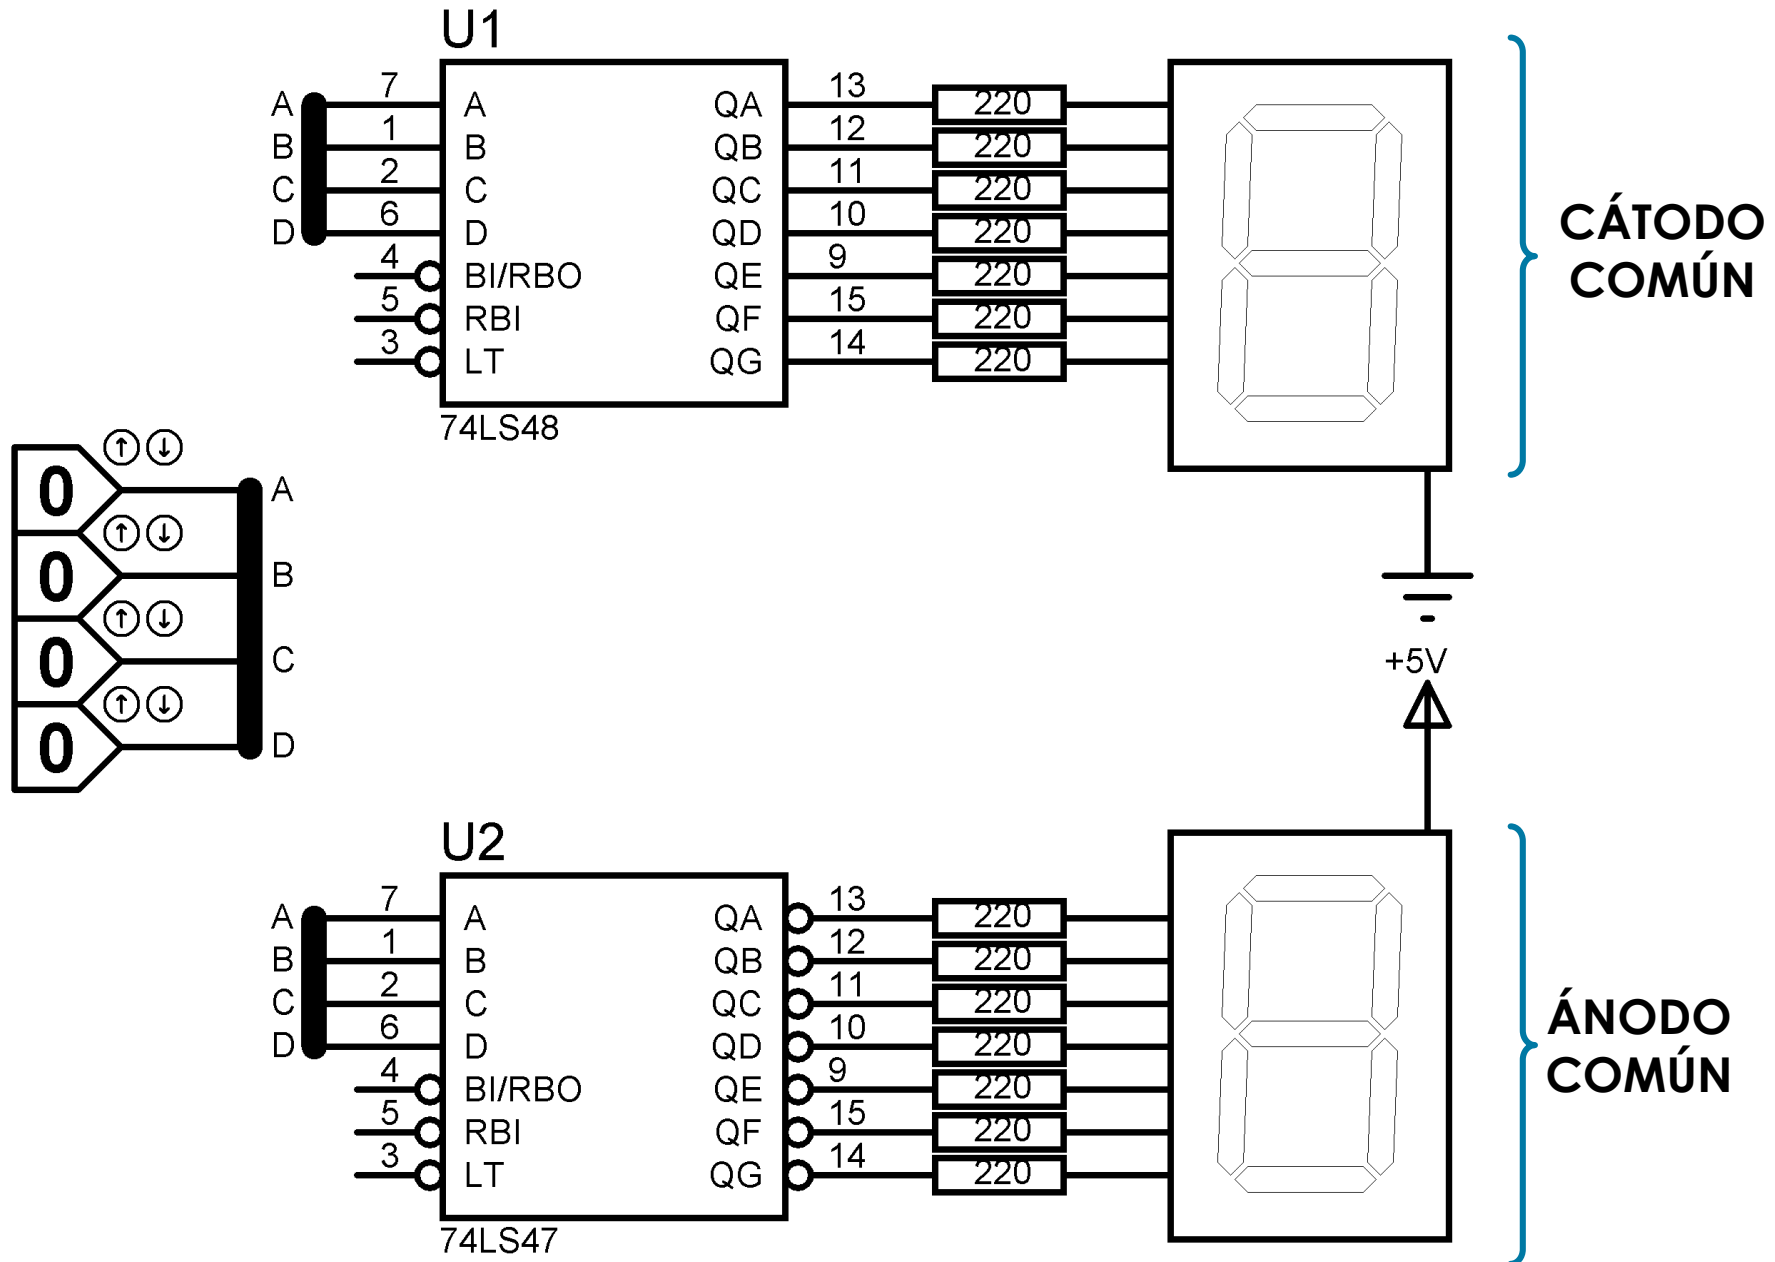 U1
A 7 A QA 13 220
B 1 B QB 12 220
C 2 C QC 11 220
D 6 D QD 10 220
4 BI/RBO QE 9 220
5 RBI QF 15 220
3 LT QG 14 220
74LS48
CÁTODO
COMÚN
0 A
0 B
0 C
0 D
+5V
U2
A 7 A QA 13 220
B 1 B QB 12 220
C 2 C QC 11 220
D 6 D QD 10 220
4 BI/RBO QE 9 220
5 RBI QF 15 220
3 LT QG 14 220
74LS47
ÁNODO
COMÚN